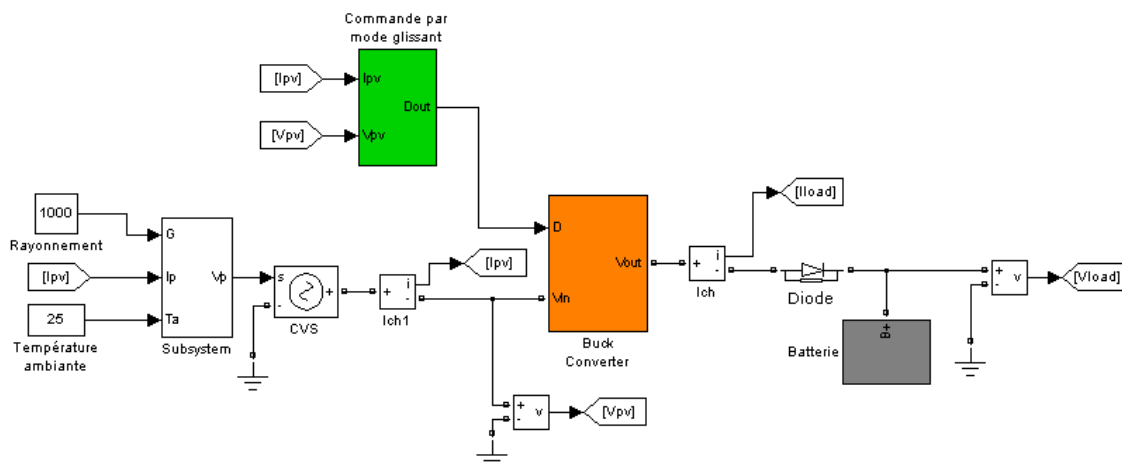 Commande par
mode glissant
[Ipv]
Ipv
Dout
[Vpv]
Vpv
[Iload]
1000
Rayonnement
G
D
[Ipv]
[Ipv]
Ip
Vp
s
-
+
+
i
-
Vin
Vout
+
i
-
+
-
v
[Vload]
25
Ta
Température
ambiante
Subsystem
CVS
Ich1
Buck
Converter
Ich
Diode
B+
Batterie
+
-
v
[Vpv]